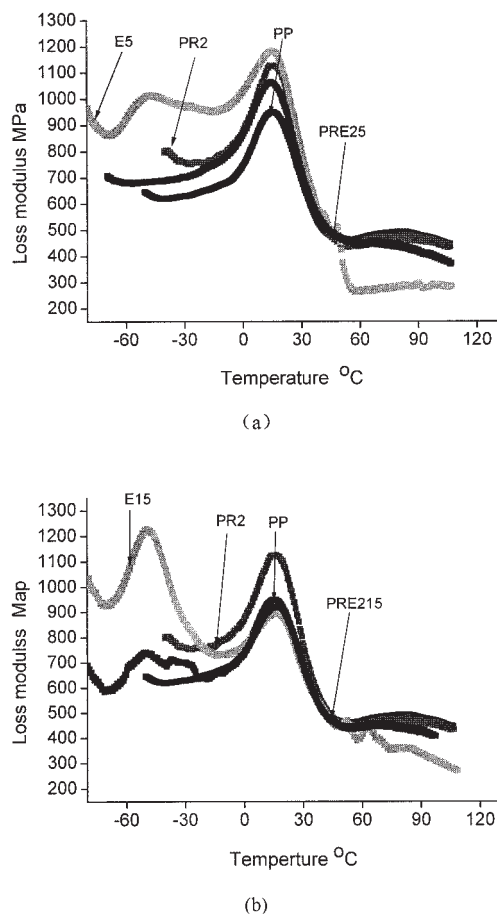 1300
1200
1100
1000
900
800
700
600
500
400
300
200
Loss modulus MPa
E5
PR2
PP
PRE25
-60 -30 0 30 60 90 120
Temperature °C
(a)
1300
1200
1100
1000
900
800
700
600
500
400
300
200
Loss modulss Map
E15
PR2
PP
PRE215
-60 -30 0 30 60 90 120
Temperture °C
(b)